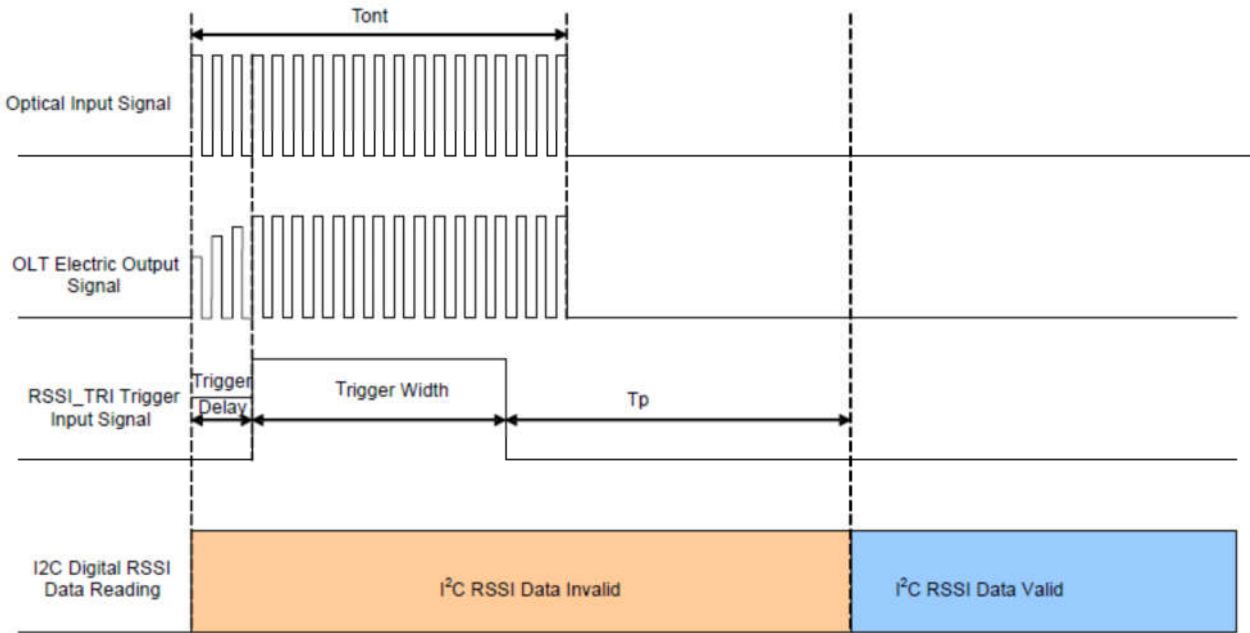 Tont
Optical Input Signal
OLT Electric Output
Signal
RSSI_TRI Trigger
Input Signal
Trigger
Delay
Trigger Width
Tp
I2C Digital RSSI
Data Reading
I²C RSSI Data Invalid
I²C RSSI Data Valid